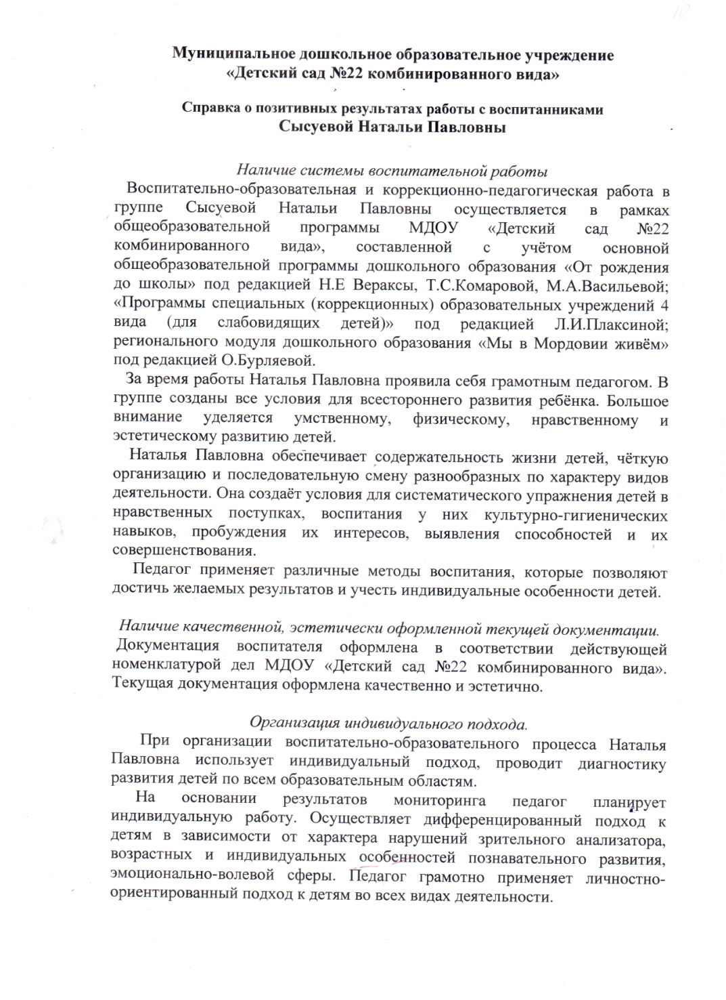 10
Муниципальное дошкольное образовательное учреждение
«Детский сад №22 комбинированного вида»
Справка о позитивных результатах работы с воспитанниками
Сысуевой Натальи Павловны
Наличие системы воспитательной работы
Воспитательно-образовательная и коррекционно-педагогическая работа в
группе Сысуевой Натальи Павловны осуществляется в рамках
общеобразовательной программы МДОУ «Детский сад №22
комбинированного вида», составленной с учётом основной
общеобразовательной программы дошкольного образования «От рождения
до школы» под редакцией Н.Е Вераксы, Т.С.Комаровой, М.А.Васильевой;
«Программы специальных (коррекционных) образовательных учреждений 4
вида (для слабовидящих детей)» под редакцией Л.И.Плаксиной;
регионального модуля дошкольного образования «Мы в Мордовии живём»
под редакцией О.Бурляевой.
За время работы Наталья Павловна проявила себя грамотным педагогом. В
группе созданы все условия для всестороннего развития ребёнка. Большое
внимание уделяется умственному, физическому, нравственному и
эстетическому развитию детей.
Наталья Павловна обеспечивает содержательность жизни детей, чёткую
организацию и последовательную смену разнообразных по характеру видов
деятельности. Она создаёт условия для систематического упражнения детей в
нравственных поступках, воспитания у них культурно-гигиенических
навыков, пробуждения их интересов, выявления способностей и их
совершенствования.
Педагог применяет различные методы воспитания, которые позволяют
достичь желаемых результатов и учесть индивидуальные особенности детей.
Наличие качественной, эстетически оформленной текущей документации.
Документация воспитателя оформлена в соответствии действующей
номенклатурой дел МДОУ «Детский сад №22 комбинированного вида».
Текущая документация оформлена качественно и эстетично.
Организация индивидуального подхода.
При организации воспитательно-образовательного процесса Наталья
Павловна использует индивидуальный подход, проводит диагностику
развития детей по всем образовательным областям.
На основании результатов мониторинга педагог планирует
индивидуальную работу. Осуществляет дифференцированный подход к
детям в зависимости от характера нарушений зрительного анализатора,
возрастных и индивидуальных особенностей познавательного развития,
эмоционально-волевой сферы. Педагог грамотно применяет личностно-
ориентированный подход к детям во всех видах деятельности.